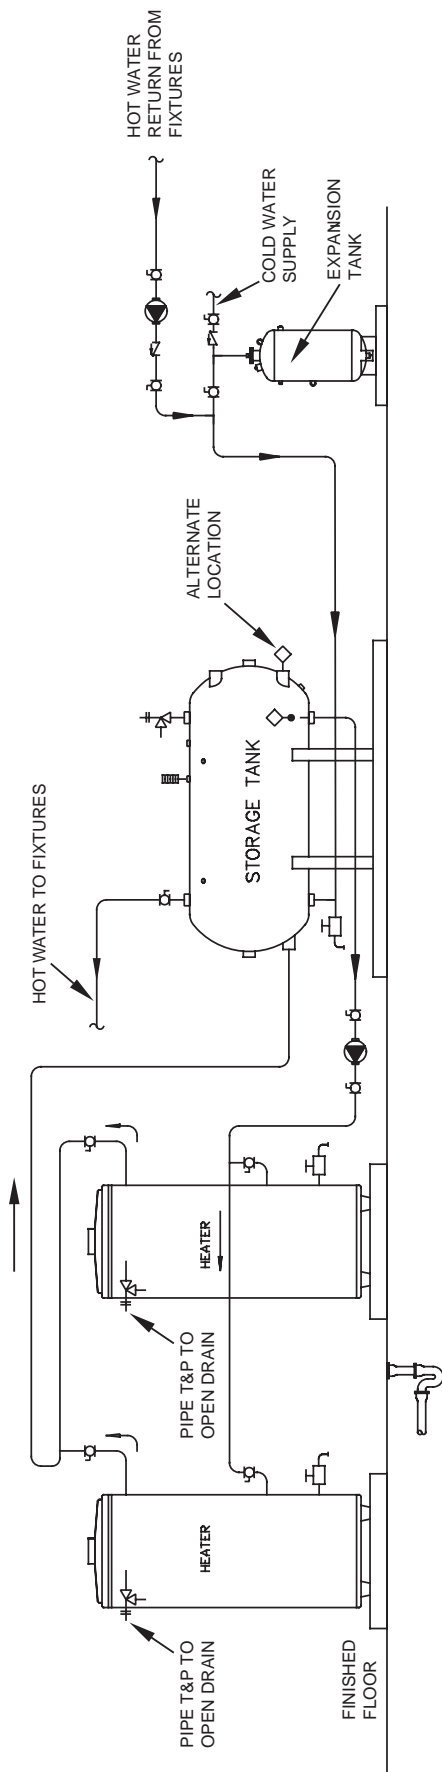 PIPE T&P TO
OPEN DRAIN
PIPE T&P TO
OPEN DRAIN
HOT WATER TO FIXTURES
ALTERNATE
LOCATION
HOT WATER
RETURN FROM
FIXTURES
COLD WATER
SUPPLY
EXPANSION
TANK
STORAGE TANK
HEATER
HEATER
FINISHED
FLOOR